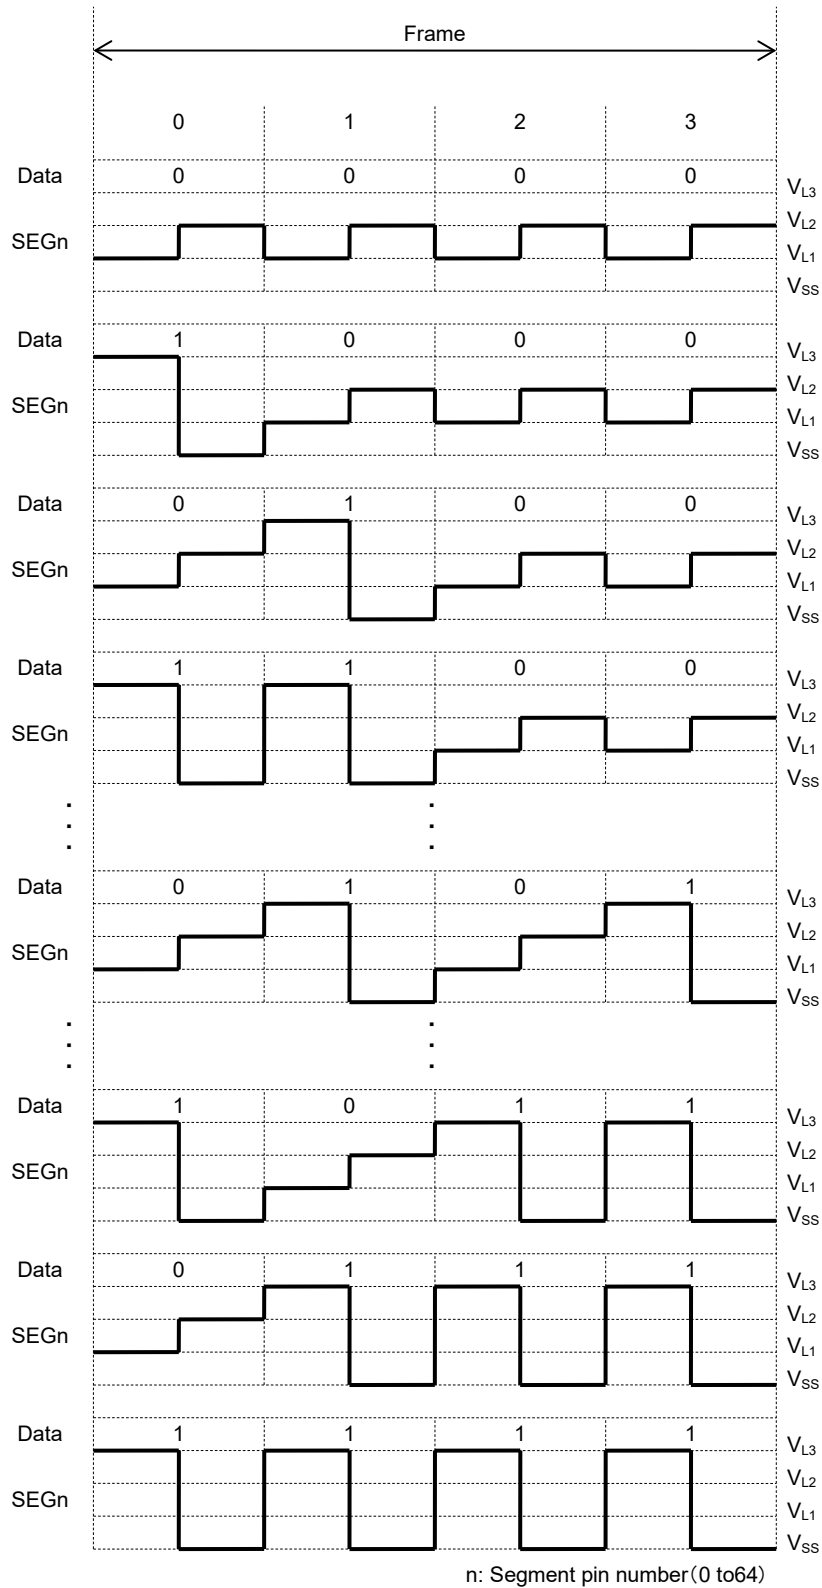 Frame
0 1 2 3
Data 0 0 0 0
VL3
VL2
SEGn
VL1
VSS
Data 1 0 0 0
VL3
VL2
SEGn
VL1
VSS
Data 0 1 0 0
VL3
VL2
SEGn
VL1
VSS
Data 1 1 0 0
VL3
VL2
SEGn
VL1
VSS
Data 0 1 0 1
VL3
VL2
SEGn
VL1
VSS
Data 1 0 1 1
VL3
VL2
SEGn
VL1
VSS
Data 0 1 1 1
VL3
VL2
SEGn
VL1
VSS
Data 1 1 1 1
VL3
VL2
SEGn
VL1
VSS
n: Segment pin number(0 to64)